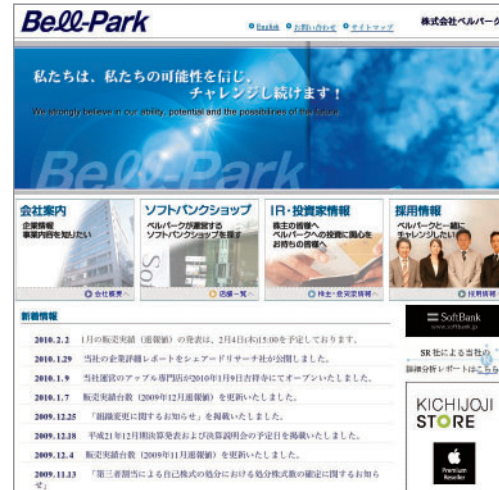 Bell-Park
English お問い合わせ サイトマップ
株式会社ベルパーク
私たちは、私たちの可能性を信じ、
チャレンジし続けます！
We strongly believe in our ability, potential and the possibilities of the future.
Bell-Park
会社案内
企業情報
事業内容を知りたい
会社概要へ
ソフトバンクショップ
ベルパークが運営する
ソフトバンクショップを探す
店舗一覧へ
IR・投資家情報
株主の皆様へ
ベルパークへの投資に関心を
お持ちの皆様へ
株主・投資家情報へ
採用情報
ベルパークと一緒に
チャレンジしたい
採用情報へ
新着情報
2010.2.2 1月の販売実績（速報値）の発表は、2月4日(木)15:00を予定しております。
2010.1.29 当社の企業詳細レポートをシェアードリサーチ社が公開しました。
2010.1.9 当社運営のアップル専門店が2010年1月9日吉祥寺にてオープンいたしました。
2010.1.7 販売実績台数（2009年12月速報値）を更新いたしました。
2009.12.25 「組織変更に関するお知らせ」を掲載いたしました。
2009.12.18 平成21年12月期決算発表および決算説明会の予定日を掲載いたしました。
2009.12.4 販売実績台数（2009年11月速報値）を更新いたしました。
2009.11.13 「第三者割当による自己株式の処分における処分株式数の確定に関するお知ら
せ」
SoftBank
www.softbank.jp
SR社による当社の
詳細分析レポートはこちら
KICHIJOJI
STORE
Premium
Reseller